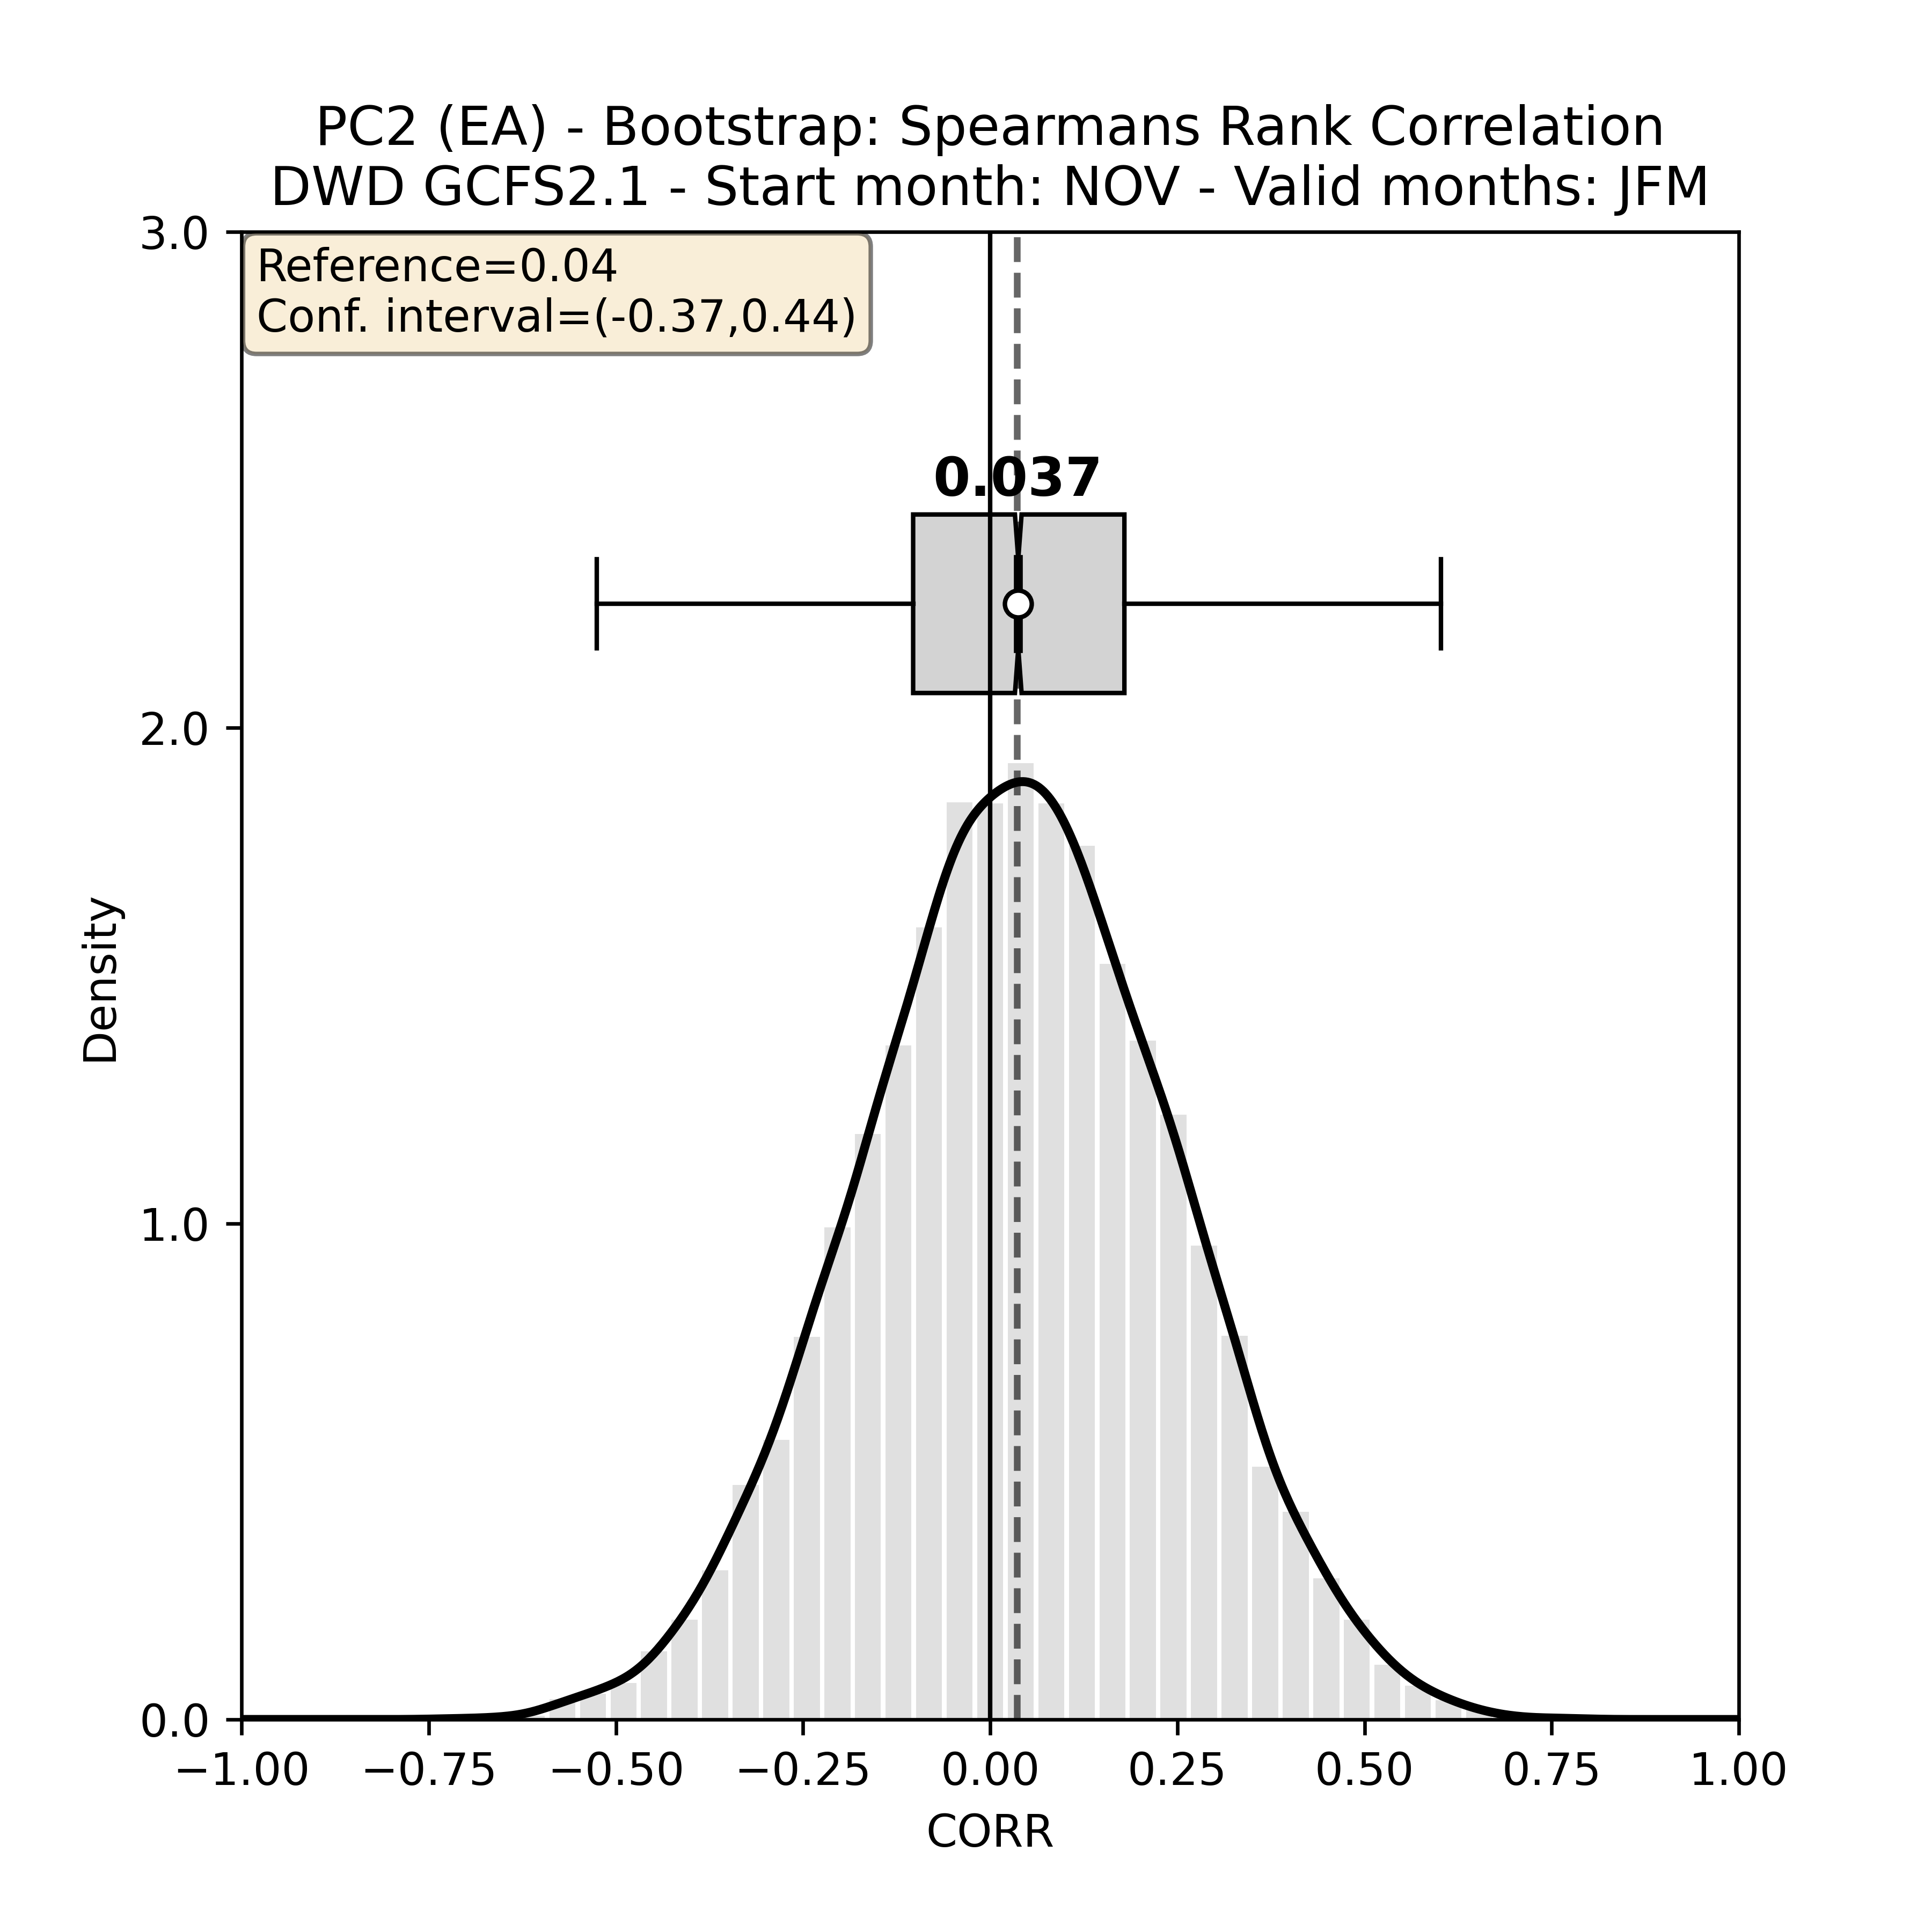 PC2 (EA) - Bootstrap: Spearmans Rank Correlation
DWD GCFS2.1 - Start month: NOV - Valid months: JFM
3.0
Reference=0.04
Conf. interval=(-0.37,0.44)
0.037
2.0
Density
1.0
0.0
−1.00 −0.75 −0.50 −0.25 0.00 0.25 0.50 0.75 1.00
CORR